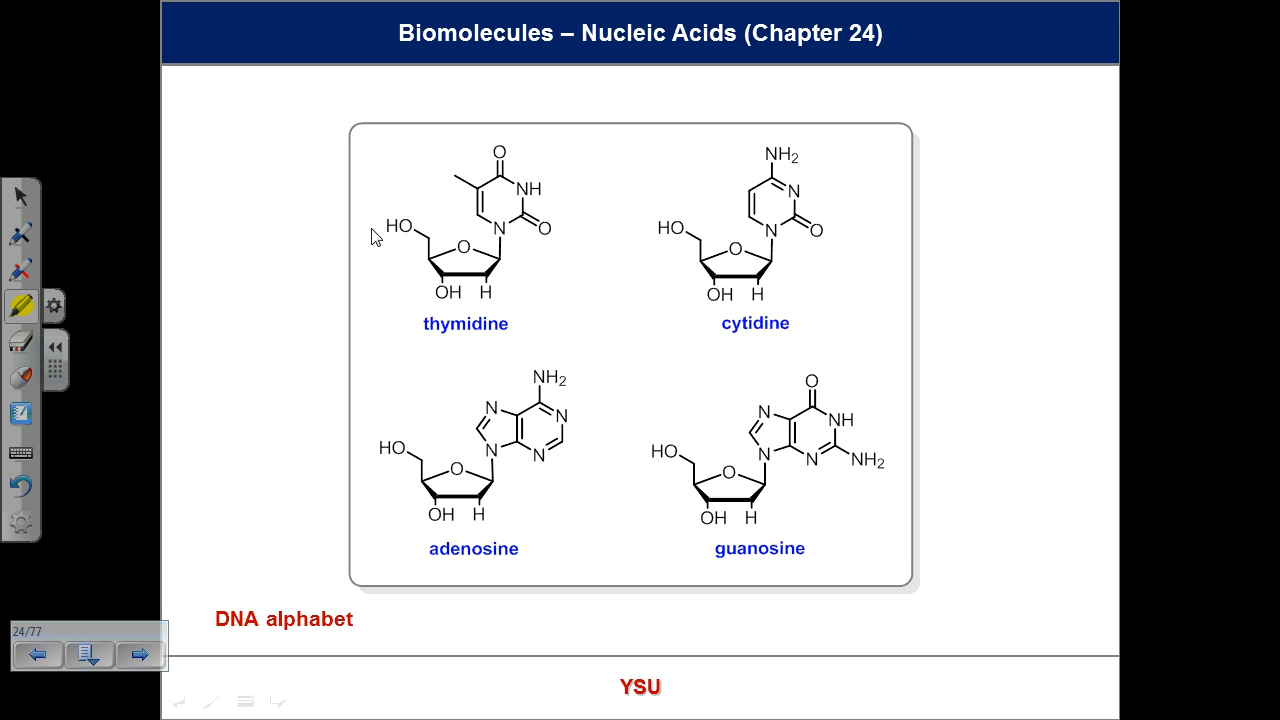 Biomolecules – Nucleic Acids (Chapter 24)
O
NH
HO
O
N
O
OH H
thymidine
NH2
N
HO
O
N
O
OH H
cytidine
NH2
N
N
HO
O
N
N
OH H
adenosine
O
N
NH
HO
O
N
N
NH2
OH H
guanosine
DNA alphabet
24/77
YSU